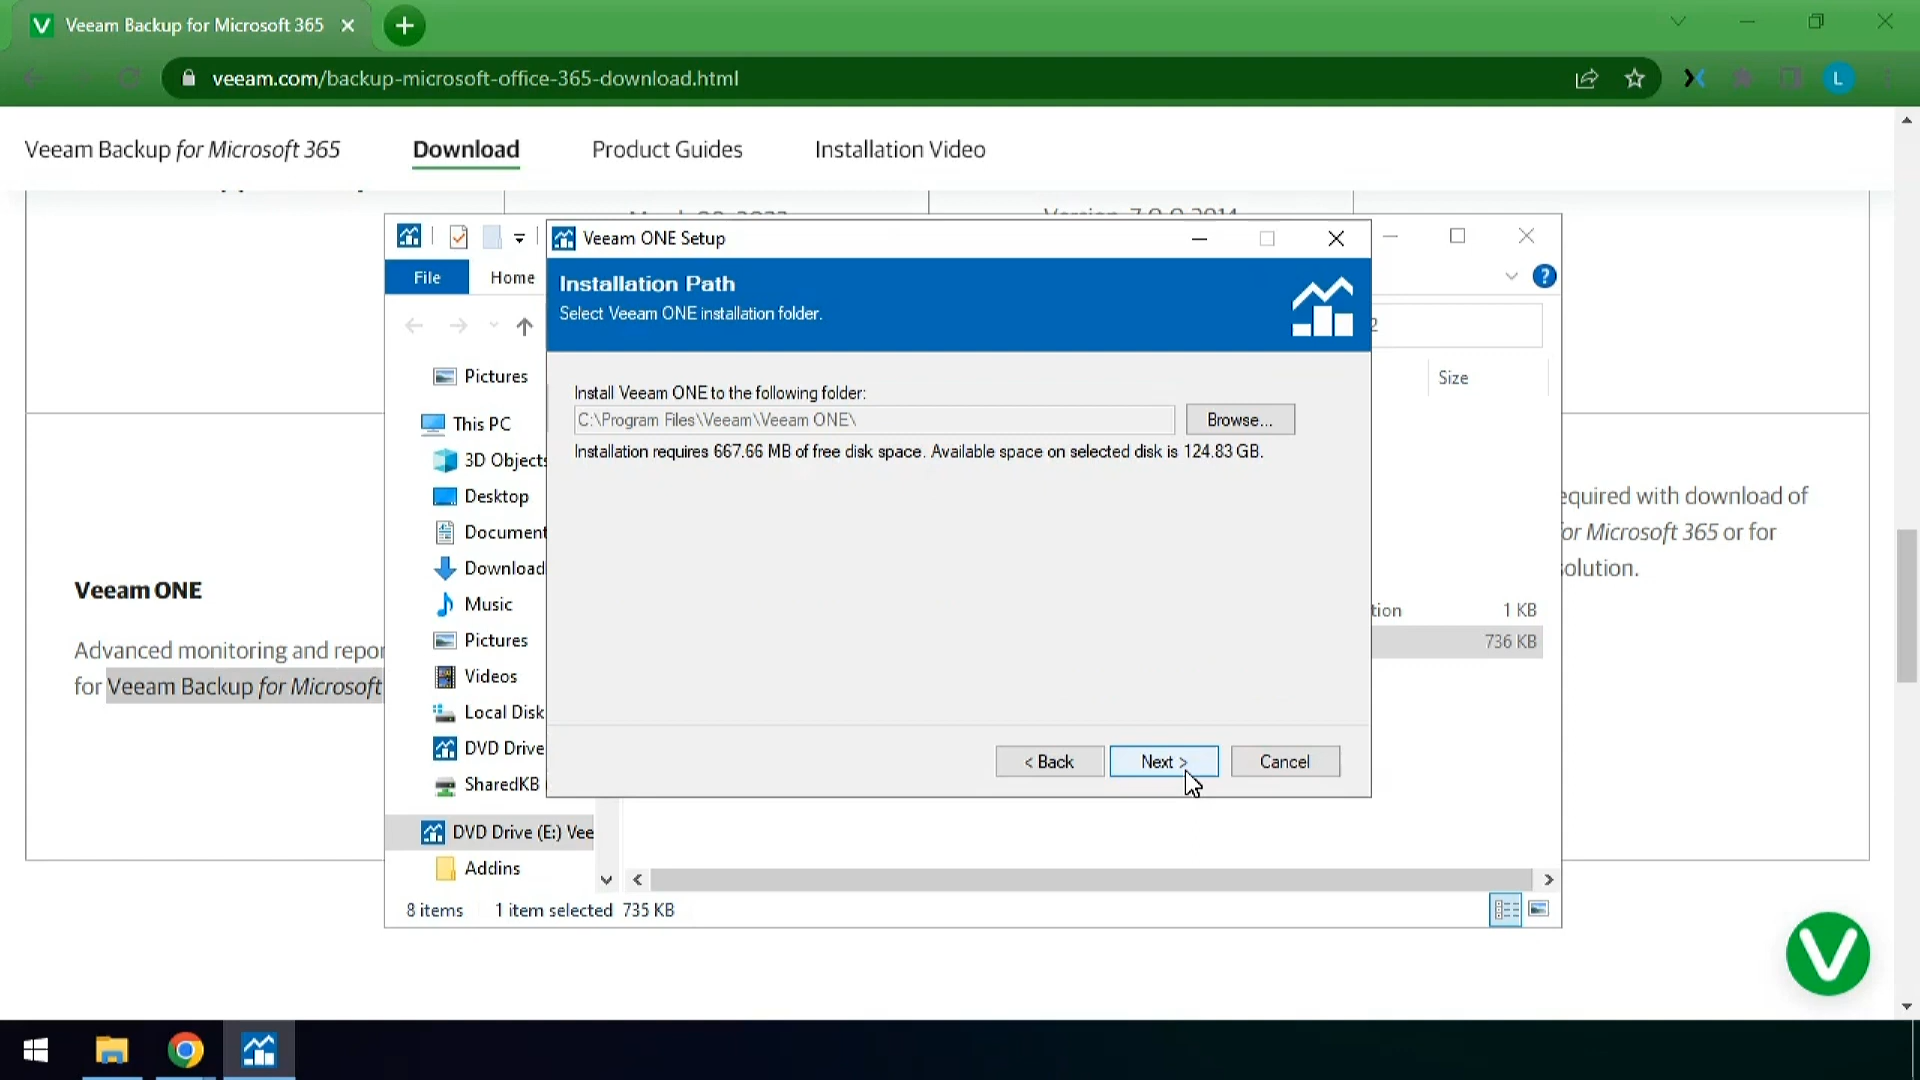 Veeam Backup for Microsoft 365
veeam.com/backup-microsoft-office-365-download.html
L
Veeam Backup for Microsoft 365
Download
Product Guides
Installation Video
Veeam ONE Setup
File
Home
Installation Path
Select Veeam ONE installation folder.
Install Veeam ONE to the following folder:
C:\Program Files\Veeam\Veeam ONE\
Browse...
Installation requires 667.66 MB of free disk space. Available space on selected disk is 124.83 GB.
< Back
Next >
Cancel
Pictures
This PC
3D Objects
Desktop
Document
Download
Music
Pictures
Videos
Local Disk
DVD Drive
SharedKB
DVD Drive (E:) Vee
Addins
Size
tion
1 KB
736 KB
8 items
1 item selected 735 KB
Veeam ONE
Advanced monitoring and repor
for Veeam Backup for Microsoft
equired with download of
or Microsoft 365 or for
olution.